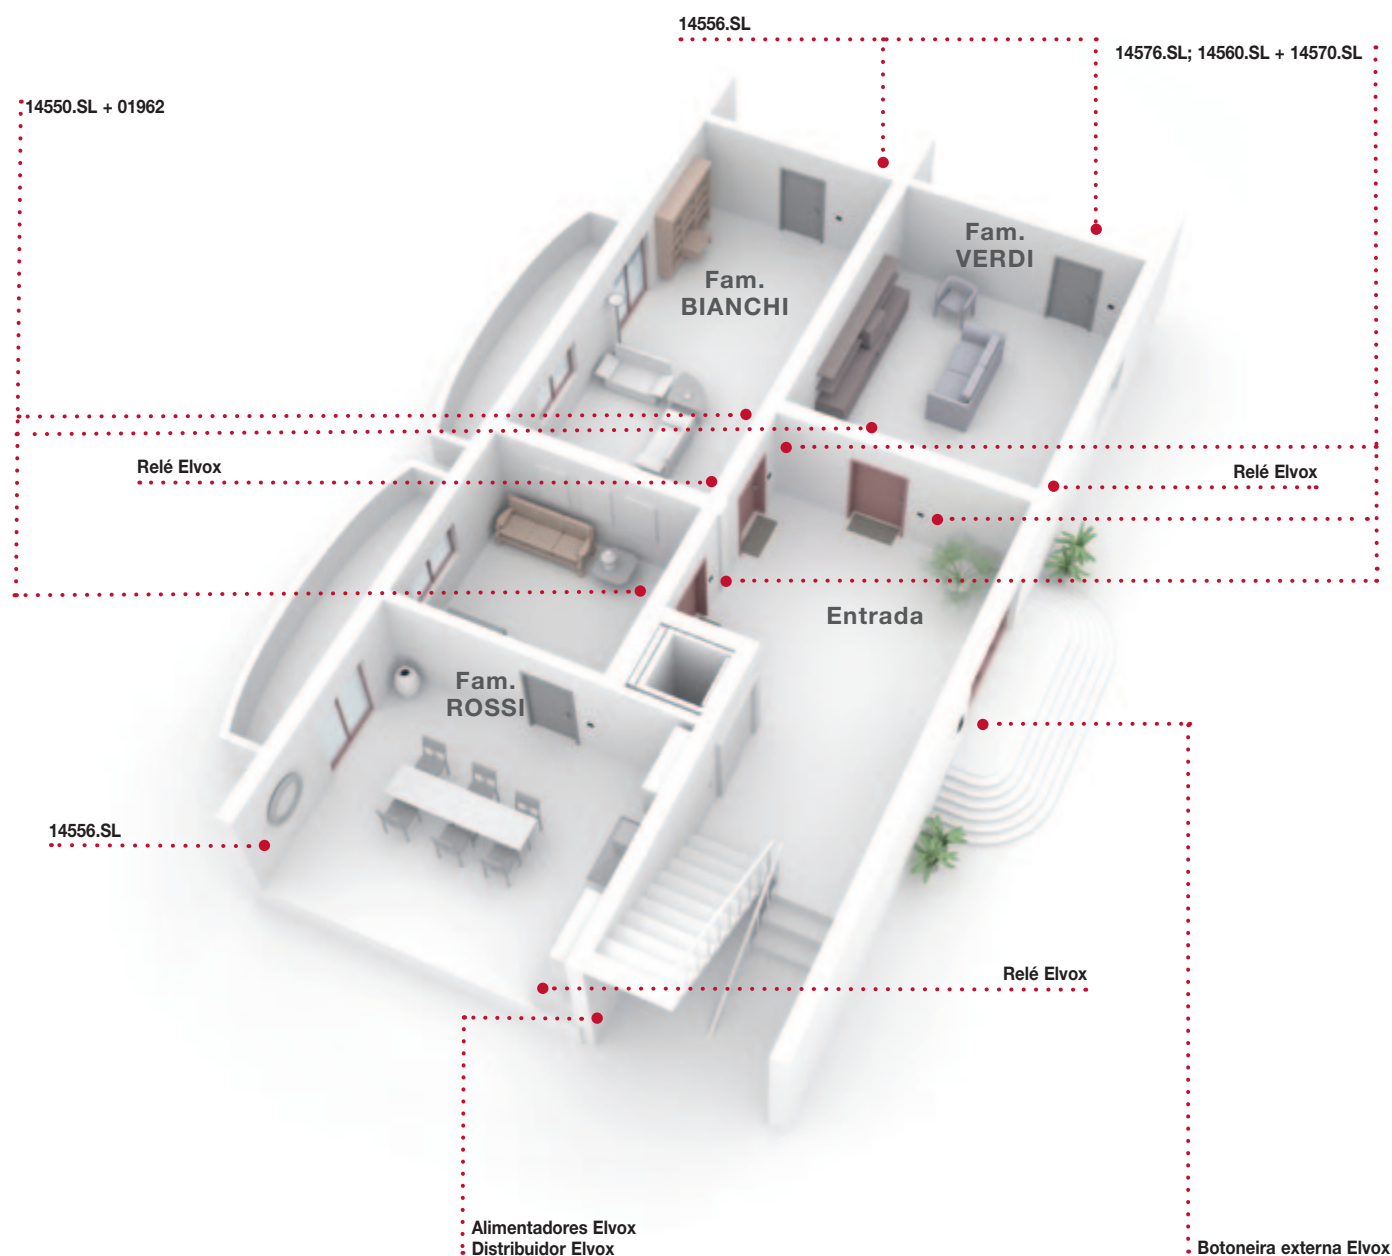 14556.SL
14576.SL; 14560.SL + 14570.SL
14550.SL + 01962
Fam.
VERDI
Fam.
BIANCHI
Relé Elvox
Relé Elvox
Entrada
Fam.
ROSSI
14556.SL
Relé Elvox
Alimentadores Elvox
Distribuidor Elvox
Botoneira externa Elvox